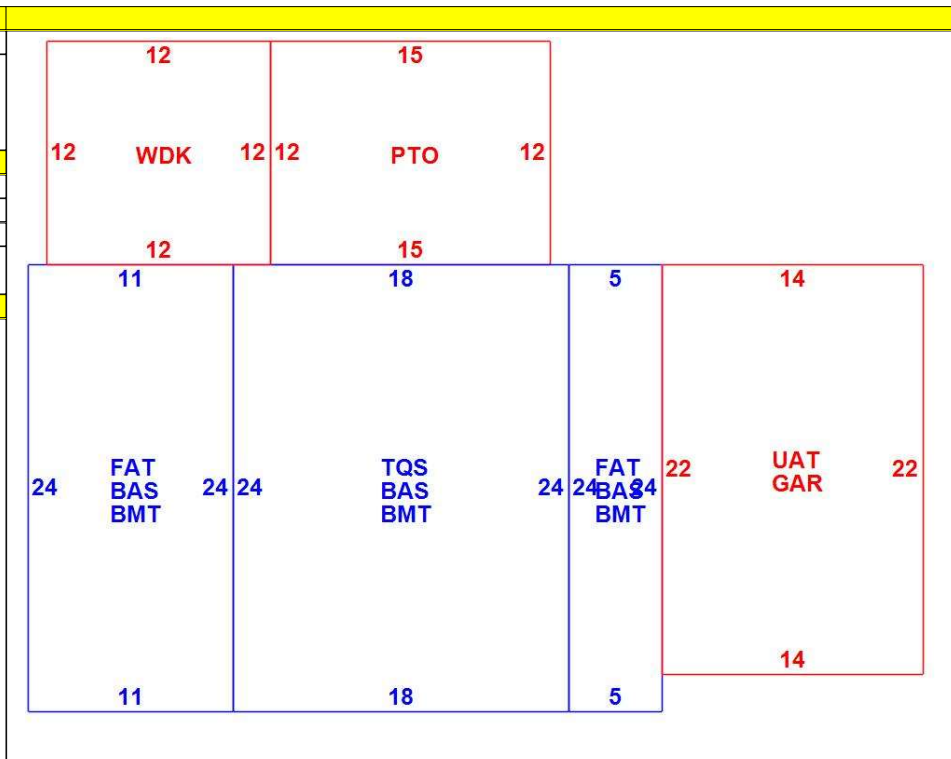 12 15
12 WDK 12 12 PTO 12
12 15
11 18 5 14
FAT TQS FAT UAT
24 BAS 24 24 BAS 24 24 BAS 24 22 GAR 22
BMT BMT BMT
14
11 18 5